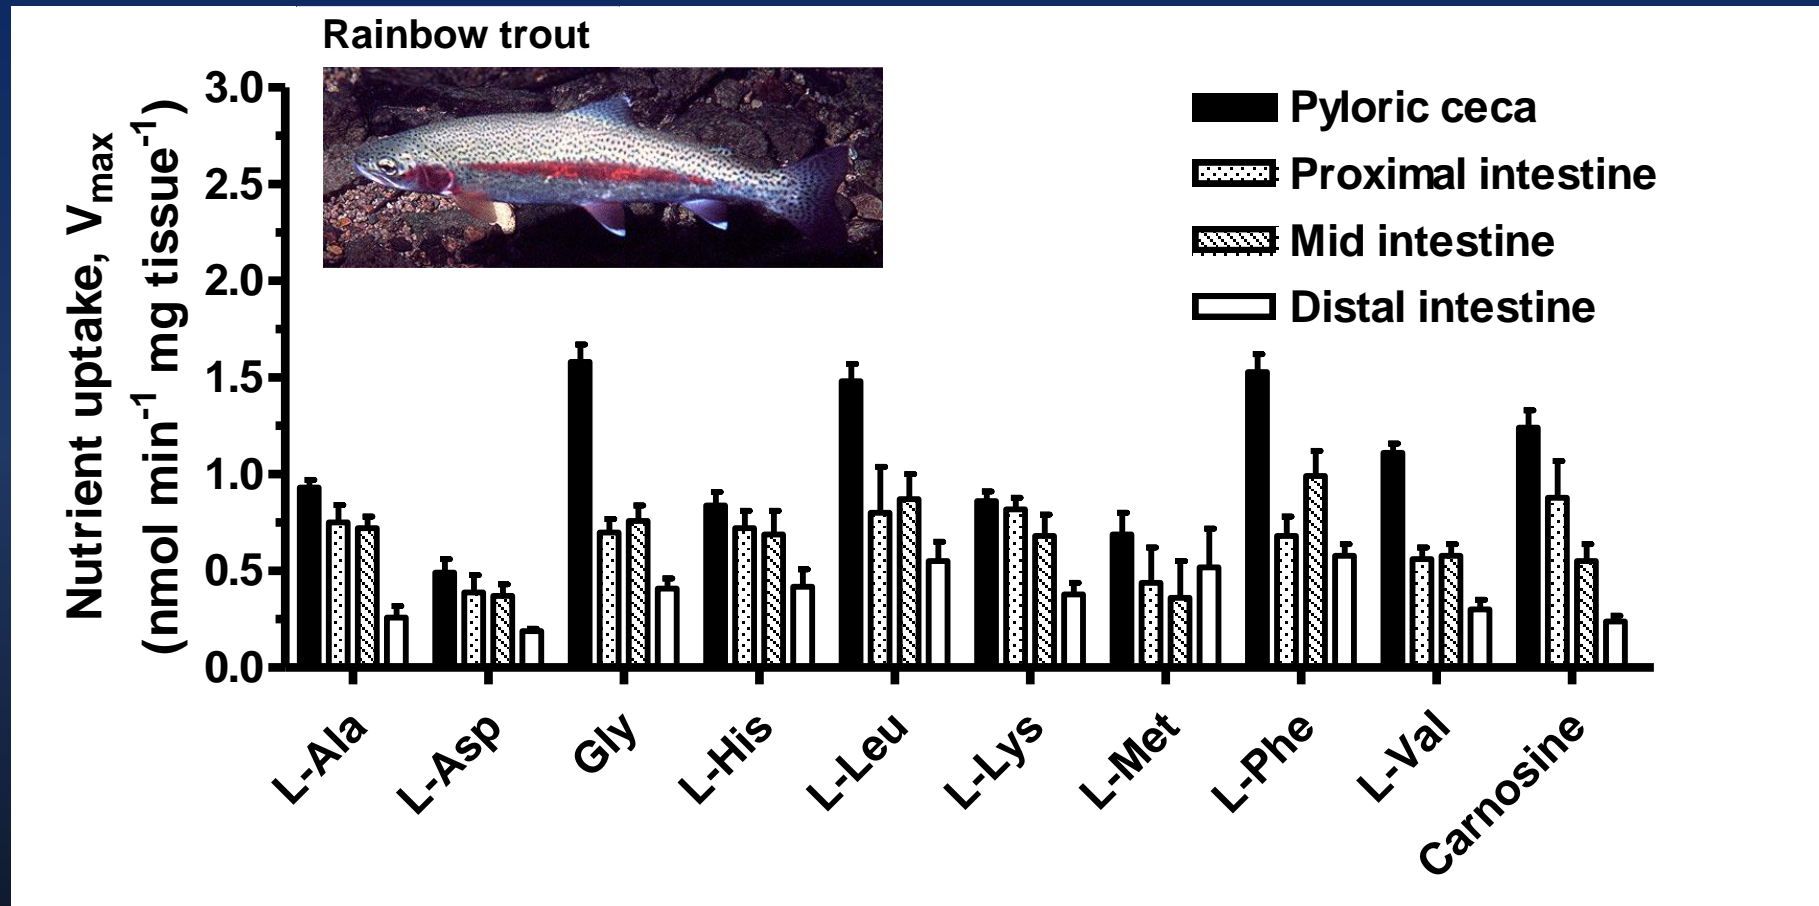 Rainbow trout
Nutrient uptake, Vmax
(nmol min-1 mg tissue-1)
3.0
2.5
2.0
1.5
1.0
0.5
0.0
Pyloric ceca
Proximal intestine
Mid intestine
Distal intestine
L-Ala
L-Asp
Gly
L-His
L-Leu
L-Lys
L-Met
L-Phe
L-Val
Carnosine